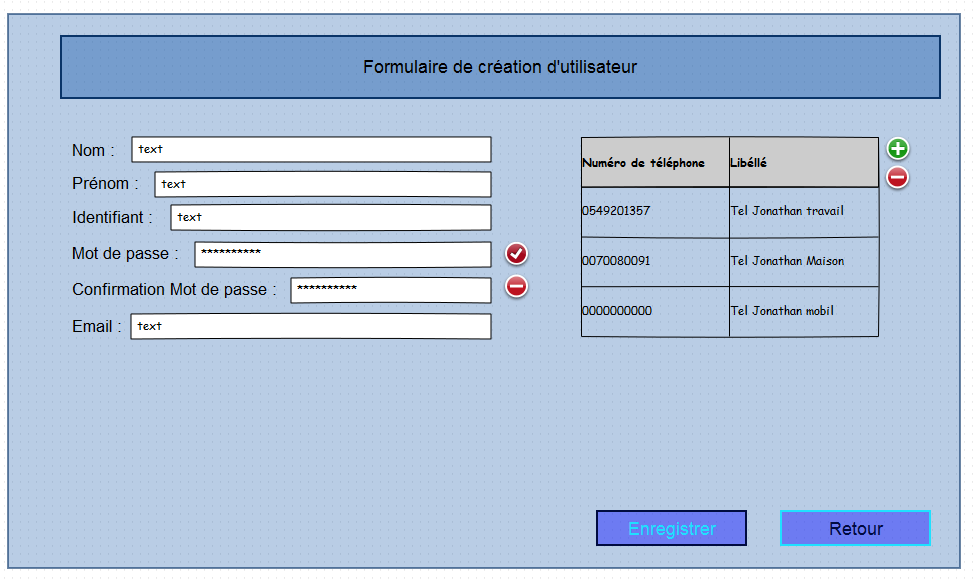 Formulaire de création d'utilisateur
Nom : text
Prénom : text
Identifiant : text
Mot de passe : **********
Confirmation Mot de passe : **********
Email : text
Numéro de téléphone Libéllé
0549201357 Tel Jonathan travail
0070080091 Tel Jonathan Maison
0000000000 Tel Jonathan mobil
Enregistrer Retour